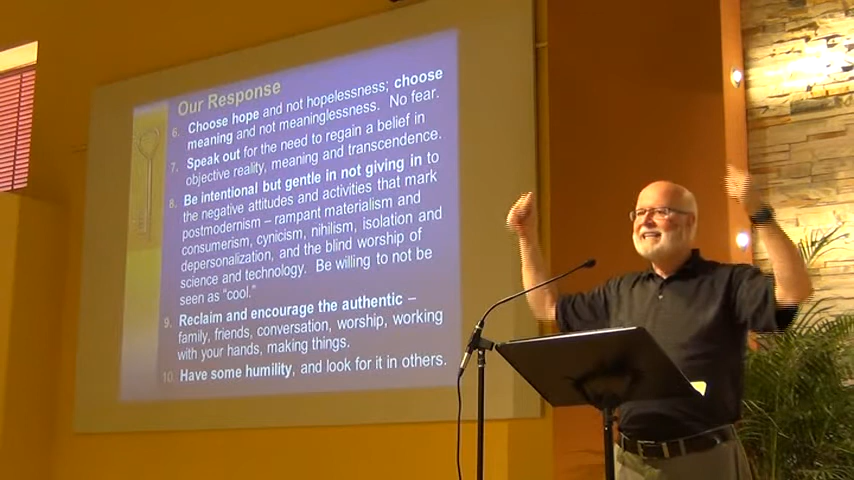 Our Response
6. Choose hope and not hopelessness; choose
meaning and not meaninglessness. No fear.
7. Speak out for the need to regain a belief in
objective reality, meaning and transcendence.
8. Be intentional but gentle in not giving in to
the negative attitudes and activities that mark
postmodernism – rampant materialism and
consumerism, cynicism, nihilism, isolation and
depersonalization, and the blind worship of
science and technology. Be willing to not be
seen as “cool.”
9. Reclaim and encourage the authentic –
family, friends, conversation, worship, working
with your hands, making things.
10. Have some humility, and look for it in others.